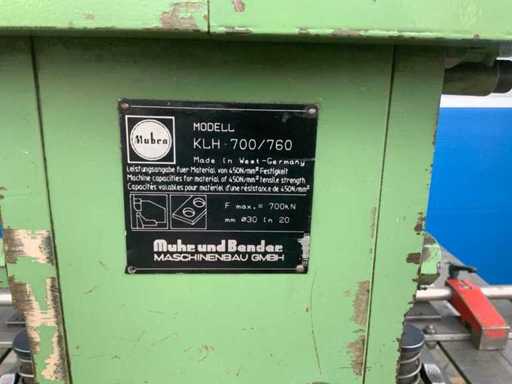 Mubea
MODELL
KLH - 700/760
Made in West-Germany
Leistungsangabe fuer Material von 450N/mm² Festigkeit
Machine capacities for material of 450N/mm² tensile strength
Capacités valables pour matériel d'une résistance de 450N/mm²
F max. = 700kN
mm ø30 in 20
Muhr und Bender
MASCHINENBAU GMBH